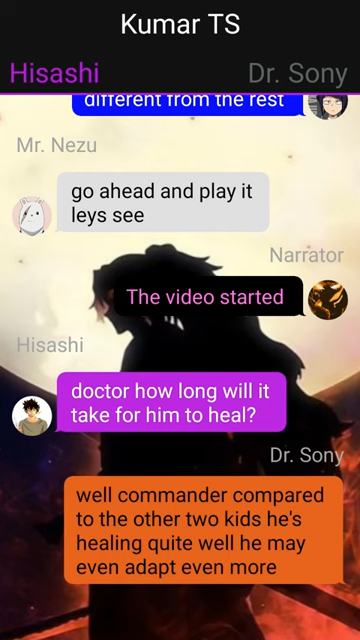 Kumar TS
Hisashi
Dr. Sony
different from the rest
Mr. Nezu
go ahead and play it
leys see
Narrator
The video started
Hisashi
doctor how long will it
take for him to heal?
Dr. Sony
well commander compared
to the other two kids he's
healing quite well he may
even adapt even more